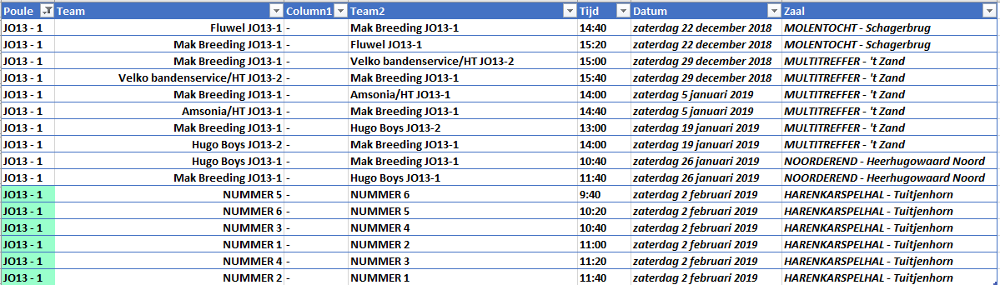 Poule Team Column1 Team2 Tijd Datum Zaal
JO13 - 1 Fluwel JO13-1 - Mak Breeding JO13-1 14:40 zaterdag 22 december 2018 MOLENTOCHT - Schagerbrug
JO13 - 1 Mak Breeding JO13-1 - Fluwel JO13-1 15:20 zaterdag 22 december 2018 MOLENTOCHT - Schagerbrug
JO13 - 1 Mak Breeding JO13-1 - Velko bandenservice/HT JO13-2 15:00 zaterdag 29 december 2018 MULTITREFFER - 't Zand
JO13 - 1 Velko bandenservice/HT JO13-2 - Mak Breeding JO13-1 15:40 zaterdag 29 december 2018 MULTITREFFER - 't Zand
JO13 - 1 Mak Breeding JO13-1 - Amsonia/HT JO13-1 14:00 zaterdag 5 januari 2019 MULTITREFFER - 't Zand
JO13 - 1 Amsonia/HT JO13-1 - Mak Breeding JO13-1 14:40 zaterdag 5 januari 2019 MULTITREFFER - 't Zand
JO13 - 1 Mak Breeding JO13-1 - Hugo Boys JO13-2 13:00 zaterdag 19 januari 2019 MULTITREFFER - 't Zand
JO13 - 1 Hugo Boys JO13-2 - Mak Breeding JO13-1 14:00 zaterdag 19 januari 2019 MULTITREFFER - 't Zand
JO13 - 1 Hugo Boys JO13-1 - Mak Breeding JO13-1 10:40 zaterdag 26 januari 2019 NOORDEREND - Heerhugowaard Noord
JO13 - 1 Mak Breeding JO13-1 - Hugo Boys JO13-1 11:40 zaterdag 26 januari 2019 NOORDEREND - Heerhugowaard Noord
JO13 - 1 NUMMER 5 - NUMMER 6 9:40 zaterdag 2 februari 2019 HARENKARSPELHAL - Tuitjenhorn
JO13 - 1 NUMMER 6 - NUMMER 5 10:20 zaterdag 2 februari 2019 HARENKARSPELHAL - Tuitjenhorn
JO13 - 1 NUMMER 3 - NUMMER 4 10:40 zaterdag 2 februari 2019 HARENKARSPELHAL - Tuitjenhorn
JO13 - 1 NUMMER 1 - NUMMER 2 11:00 zaterdag 2 februari 2019 HARENKARSPELHAL - Tuitjenhorn
JO13 - 1 NUMMER 4 - NUMMER 3 11:20 zaterdag 2 februari 2019 HARENKARSPELHAL - Tuitjenhorn
JO13 - 1 NUMMER 2 - NUMMER 1 11:40 zaterdag 2 februari 2019 HARENKARSPELHAL - Tuitjenhorn